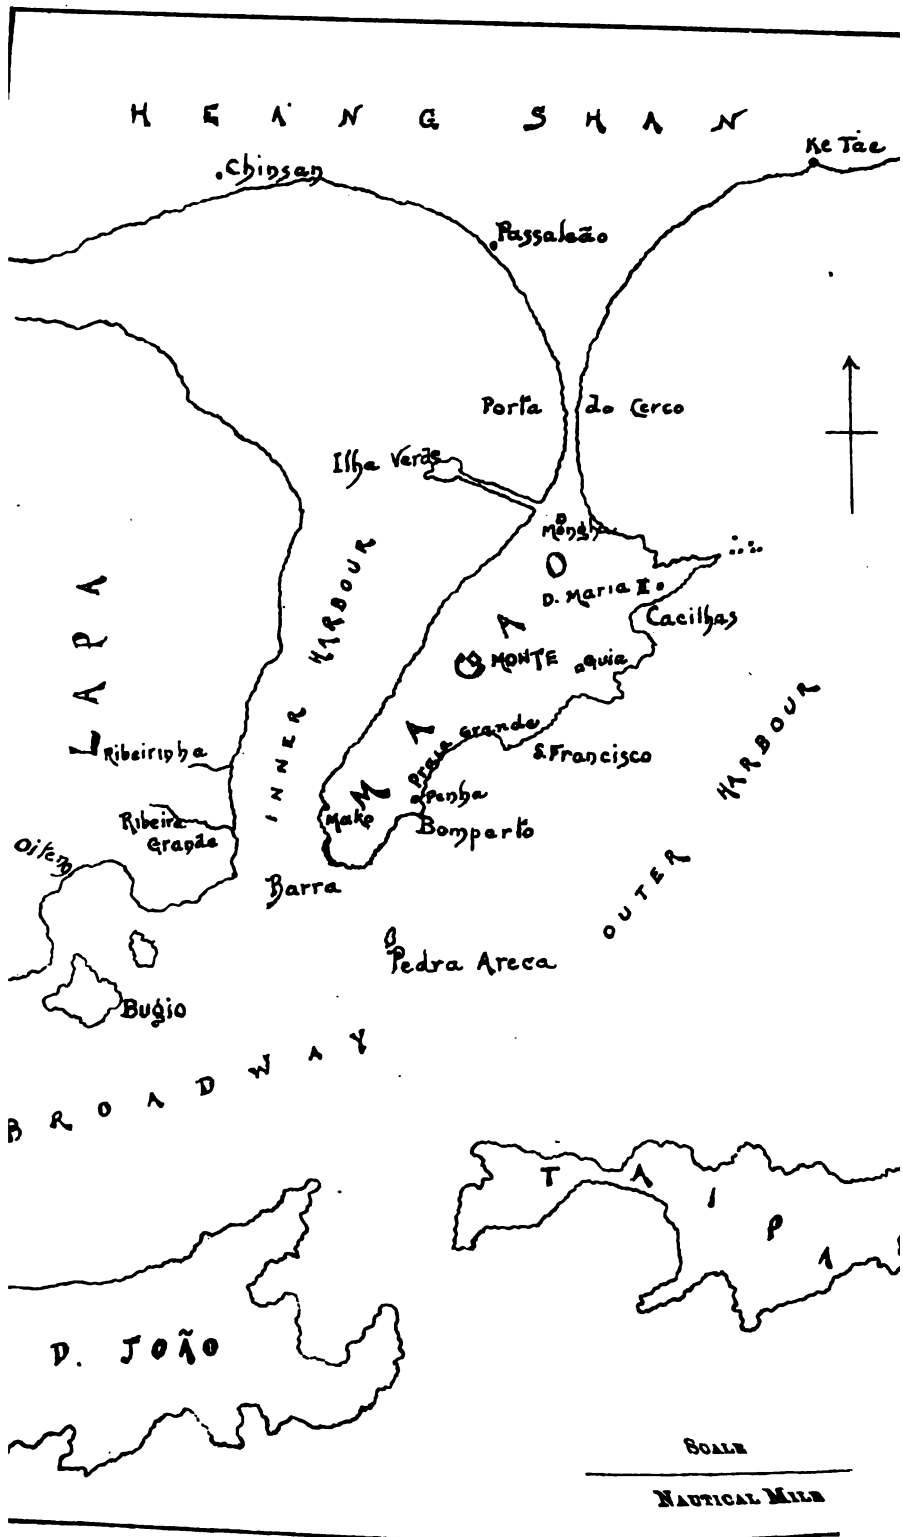 HEANG SHAN
Ke Tae
Chinsan
Passaleão
Porta do Cerco
Ilha Verde
Mongha
D. Maria II
Cacilhas
MACAO
MONTE
Guia
LAPA
INNER HARBOUR
OUTER HARBOUR
Praia Grande
S. Francisco
Ribeirinha
Penha
Ribeira
Grande
Mako
Bomparto
Oitem
Barra
Pedra Areca
Bugio
BROADWAY
TAIPA
D. JOÃO
SCALE
NAUTICAL MILE